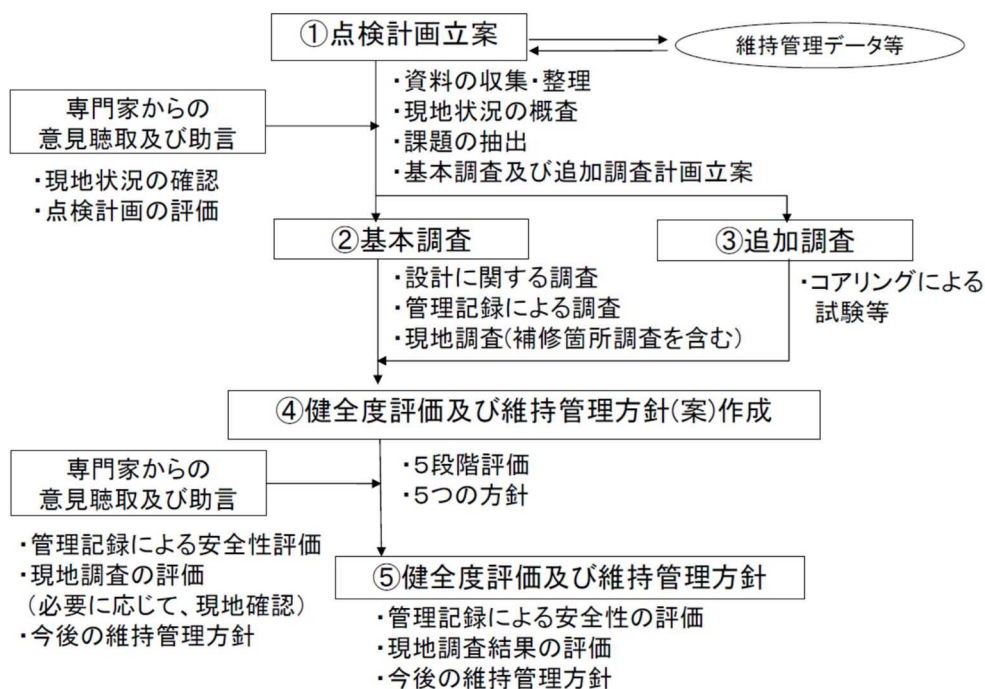 ①点検計画立案
維持管理データ等
・資料の収集・整理
・現地状況の概査
・課題の抽出
・基本調査及び追加調査計画立案
専門家からの
意見聴取及び助言
・現地状況の確認
・点検計画の評価
②基本調査
③追加調査
・設計に関する調査
・管理記録による調査
・現地調査(補修箇所調査を含む)
・コアリングによる
試験等
④健全度評価及び維持管理方針(案)作成
専門家からの
意見聴取及び助言
・5段階評価
・5つの方針
・管理記録による安全性評価
・現地調査の評価
(必要に応じて、現地確認)
・今後の維持管理方針
⑤健全度評価及び維持管理方針
・管理記録による安全性の評価
・現地調査結果の評価
・今後の維持管理方針